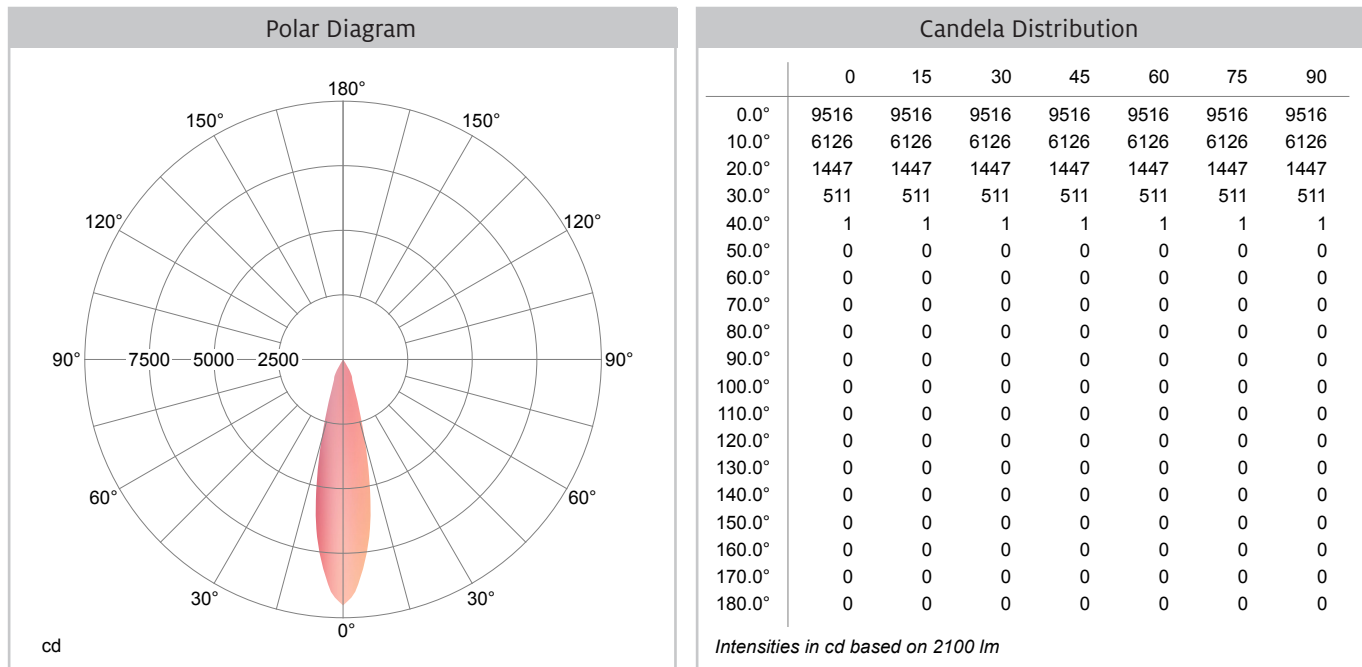 Polar Diagram
180°
150° 150°
120° 120°
90° 7500 5000 2500 90°
60° 60°
30° 30°
0°
cd
Candela Distribution
0 15 30 45 60 75 90
0.0° 9516 9516 9516 9516 9516 9516 9516
10.0° 6126 6126 6126 6126 6126 6126 6126
20.0° 1447 1447 1447 1447 1447 1447 1447
30.0° 511 511 511 511 511 511 511
40.0° 1 1 1 1 1 1 1
50.0° 0 0 0 0 0 0 0
60.0° 0 0 0 0 0 0 0
70.0° 0 0 0 0 0 0 0
80.0° 0 0 0 0 0 0 0
90.0° 0 0 0 0 0 0 0
100.0° 0 0 0 0 0 0 0
110.0° 0 0 0 0 0 0 0
120.0° 0 0 0 0 0 0 0
130.0° 0 0 0 0 0 0 0
140.0° 0 0 0 0 0 0 0
150.0° 0 0 0 0 0 0 0
160.0° 0 0 0 0 0 0 0
170.0° 0 0 0 0 0 0 0
180.0° 0 0 0 0 0 0 0
Intensities in cd based on 2100 lm